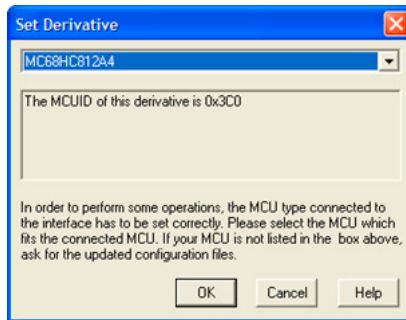 Set Derivative
MC68HC812A4
The MCUID of this derivative is 0x3C0
In order to perform some operations, the MCU type connected to
the interface has to be set correctly. Please select the MCU which
fits the connected MCU. If your MCU is not listed in the box above,
ask for the updated configuration files.
OK Cancel Help